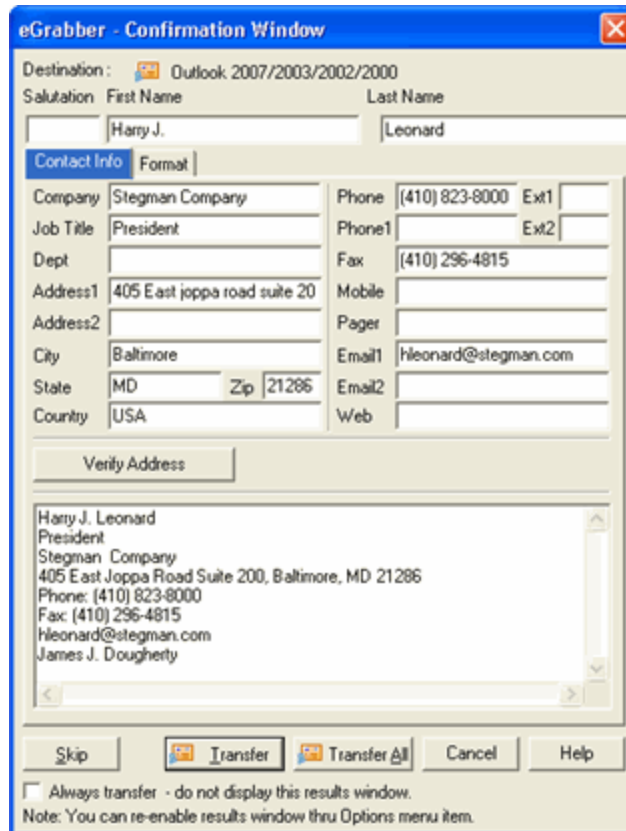 eGrabber - Confirmation Window
Destination : Outlook 2007/2003/2002/2000
Salutation First Name Last Name
Harry J. Leonard
Contact Info Format
Company Stegman Company Phone (410) 823-8000 Ext1
Job Title President Phone1 Ext2
Dept Fax (410) 296-4815
Address1 405 East joppa road suite 20 Mobile
Address2 Pager
City Baltimore Email1 hleonard@stegman.com
State MD Zip 21286 Email2
Country USA Web
Verify Address
Harry J. Leonard
President
Stegman Company
405 East Joppa Road Suite 200, Baltimore, MD 21286
Phone: (410) 823-8000
Fax: (410) 296-4815
hleonard@stegman.com
James J. Dougherty
Skip Transfer Transfer All Cancel Help
Always transfer - do not display this results window.
Note: You can re-enable results window thru Options menu item.